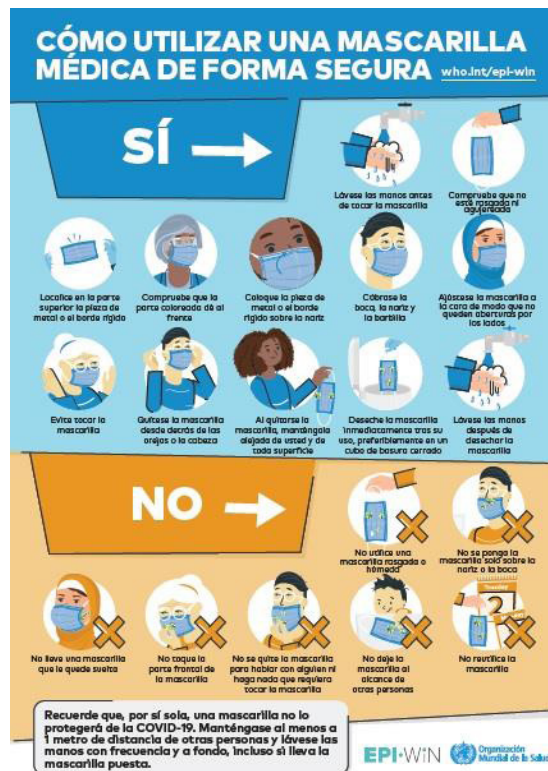 CÓMO UTILIZAR UNA MASCARILLA
MÉDICA DE FORMA SEGURA who.int/epi-win
SÍ
Lávese las manos antes
de tocar la mascarilla
Compruebe que no
esté rasgada ni
agujereada
Localice en la parte
superior la pieza de
metal o el borde rígido
Compruebe que la
parte coloreada dé al
frente
Coloque la pieza de
metal o el borde
rígido sobre la nariz
Cúbrase la
boca, la nariz y
la barbilla
Ajústese la mascarilla a
la cara de modo que no
queden aberturas por
los lados
Evite tocar la
mascarilla
Quítese la mascarilla
desde detrás de las
orejas o la cabeza
Al quitarse la
mascarilla, manténgala
alejada de usted y de
toda superficie
Deseche la mascarilla
inmediatamente tras su
uso, preferiblemente en un
cubo de basura cerrado
Lávese las manos
después de
desechar la
mascarilla
NO
No utilice una
mascarilla rasgada o
húmeda
No se ponga la
mascarilla solo sobre la
nariz o la boca
No lleve una mascarilla
que le quede suelta
No toque la
parte frontal de
la mascarilla
No se quite la mascarilla
para hablar con alguien ni
haga nada que requiera
tocar la mascarilla
No deje la
mascarilla al
alcance de
otras personas
Tuesday
2
No reutilice la
mascarilla
Recuerde que, por sí sola, una mascarilla no lo
protegerá de la COVID-19. Manténgase al menos a
1 metro de distancia de otras personas y lávese las
manos con frecuencia y a fondo, incluso si lleva la
mascarilla puesta.
EPI-WiN
Organización
Mundial de la Salud